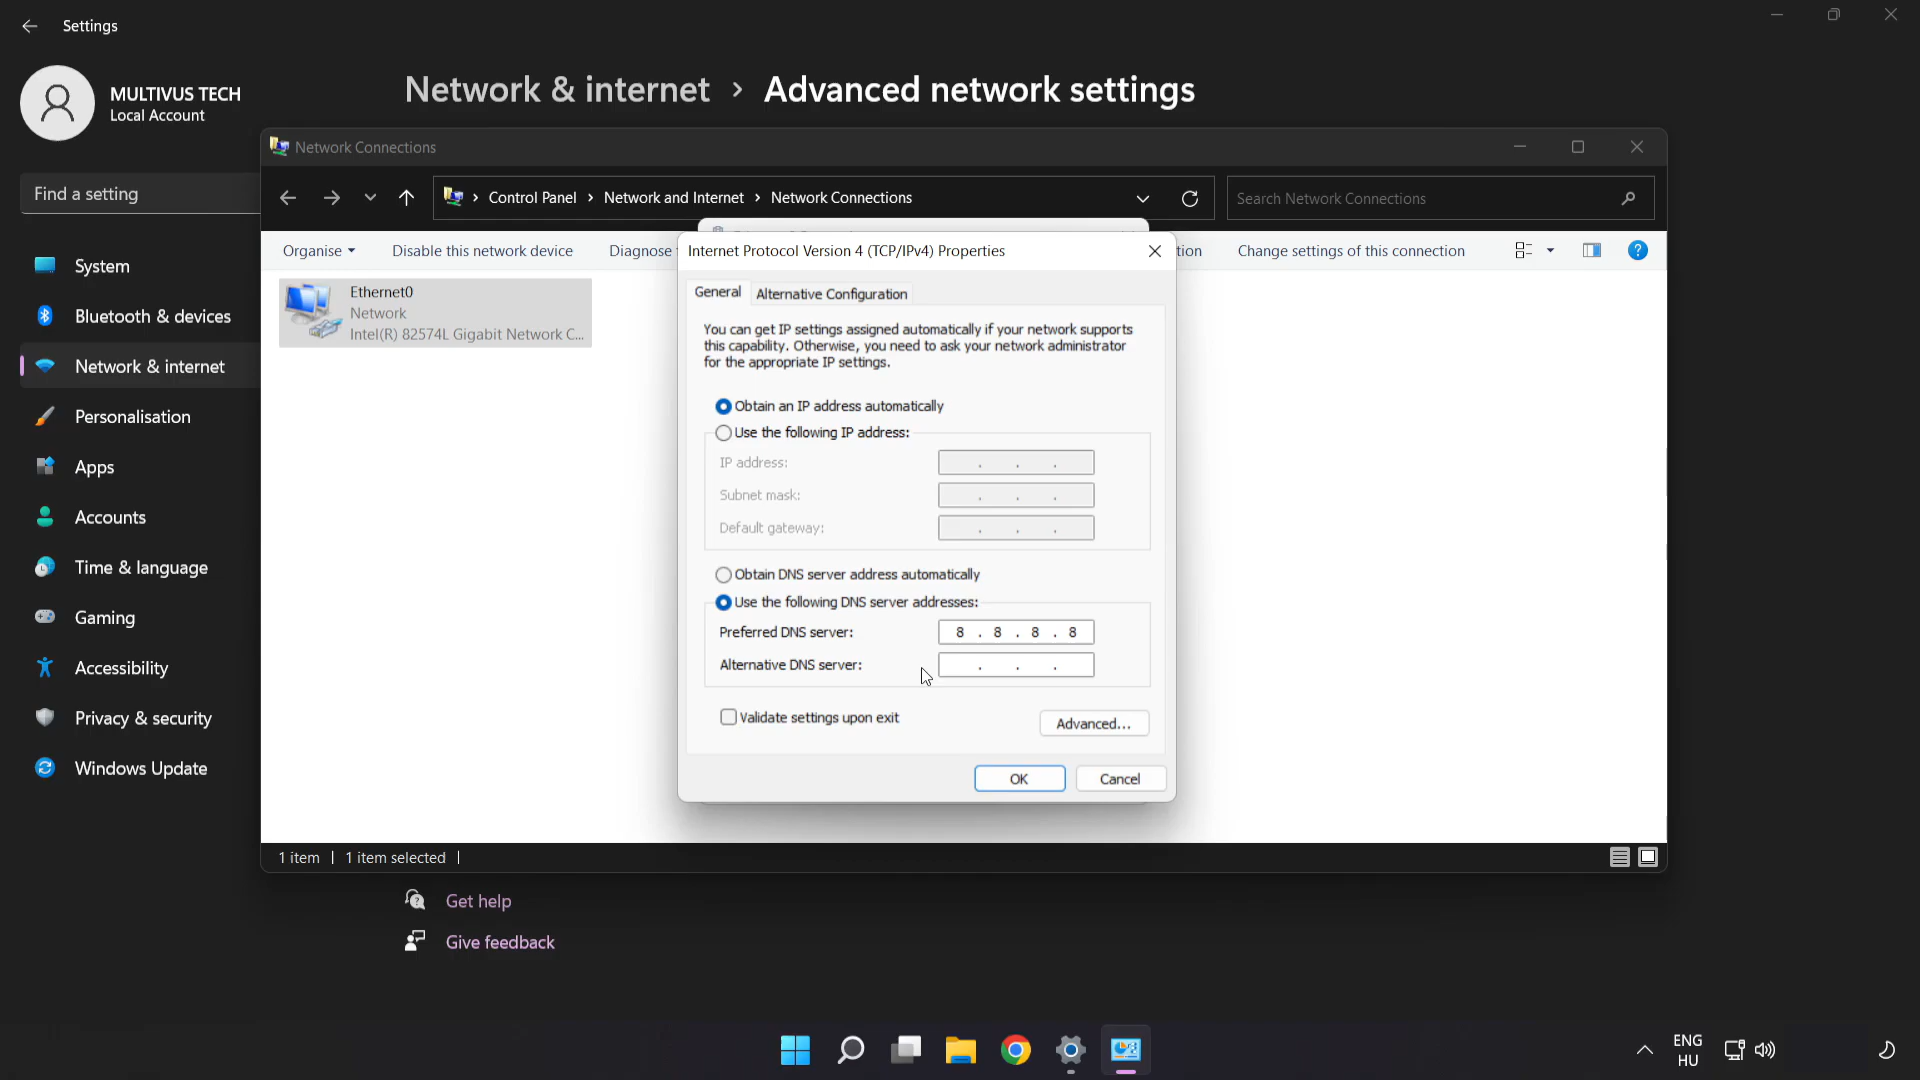 Settings
MULTIVUS TECH
Local Account
Find a setting
System
Bluetooth & devices
Network & internet
Personalisation
Apps
Accounts
Time & language
Gaming
Accessibility
Privacy & security
Windows Update
Network & internet › Advanced network settings
Network Connections
Control Panel › Network and Internet › Network Connections
Search Network Connections
Organise Disable this network device Diagnose Change settings of this connection
Ethernet0
Network
Intel(R) 82574L Gigabit Network C...
Internet Protocol Version 4 (TCP/IPv4) Properties
General Alternative Configuration
You can get IP settings assigned automatically if your network supports
this capability. Otherwise, you need to ask your network administrator
for the appropriate IP settings.
Obtain an IP address automatically
Use the following IP address:
IP address: . . .
Subnet mask: . . .
Default gateway: . . .
Obtain DNS server address automatically
Use the following DNS server addresses:
Preferred DNS server: 8 . 8 . 8 . 8
Alternative DNS server: . . .
Validate settings upon exit
Advanced...
OK Cancel
1 item 1 item selected
Get help
Give feedback
ENG
HU